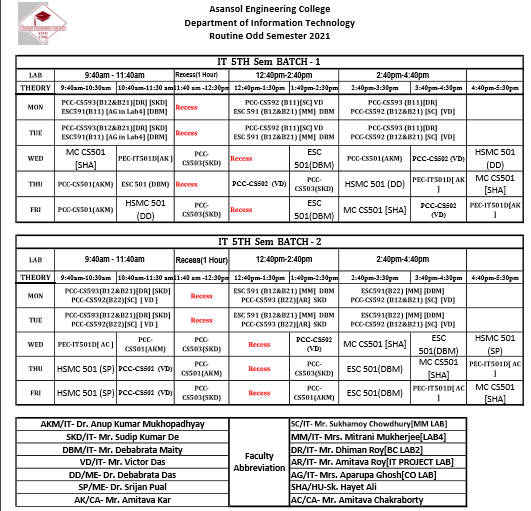 Asansol Engineering College
Department of Information Technology
Routine Odd Semester 2021
IT 5TH Sem BATCH - 1
LAB 9:40am - 11:40am Recess(1 Hour) 12:40pm-2:40pm 2:40pm-4:40pm
THEORY 9:40am-10:30am 10:40am-11:30 am 11:40 am -12:30pm 12:40pm-1:30pm 1:40pm-2:30pm 2:40pm-3:30pm 3:40pm-4:30pm 4:40pm-5:30pm
MON PCC-CS593(B12&B21)[DR] [SKD] Recess PCC-CS592 (B11)[SC] VD PCC-CS593 (B11)[DR]
ESC591(B11) [AG in Lab4] [DBM] ESC 591 (B12&B21) [MM] DBM PCC-CS592 (B12&B21) [SC] [VD]
TUE PCC-CS593(B12&B21)[DR] [SKD] Recess PCC-CS592 (B11)[SC] VD PCC-CS593 (B11)[DR]
ESC591(B11) [AG in Lab4] [DBM] ESC 591 (B12&B21) [MM] DBM PCC-CS592 (B12&B21) [SC] [VD]
WED MC CS501 [SHA] PEC-IT501D[AK ] PCC-CS503(SKD) Recess ESC 501(DBM) PCC-CS501(AKM) PCC-CS502 (VD) HSMC 501 (DD)
THU PCC-CS501(AKM) ESC 501 (DBM) Recess PCC-CS502 (VD) PCC-CS503(SKD) HSMC 501 (DD) PEC-IT501D[ AK ] MC CS501 [SHA]
FRI PCC-CS501(AKM) HSMC 501 (DD) PCC-CS503(SKD) Recess ESC 501(DBM) MC CS501 [SHA] PCC-CS502 (VD) PEC-IT501D[AK ]
IT 5TH Sem BATCH - 2
LAB 9:40am - 11:40am Recess(1 Hour) 12:40pm-2:40pm 2:40pm-4:40pm
THEORY 9:40am-10:30am 10:40am-11:30 am 11:40 am -12:30pm 12:40pm-1:30pm 1:40pm-2:30pm 2:40pm-3:30pm 3:40pm-4:30pm 4:40pm-5:30pm
MON PCC-CS593(B12&B21)[DR] [SKD] Recess ESC 591 (B12&B21) [MM] DBM ESC591(B22) [MM] [DBM]
PCC-CS592(B22)[SC] [ VD ] PCC-CS593 (B22)[AR] SKD PCC-CS592 (B12&B21) [SC] [VD]
TUE PCC-CS593(B12&B21)[DR] [SKD] Recess ESC 591 (B12&B21) [MM] DBM ESC591(B22) [MM] [DBM]
PCC-CS592(B22)[SC] [ VD ] PCC-CS593 (B22)[AR] SKD PCC-CS592 (B12&B21) [SC] [VD]
WED PEC-IT501D[ AC ] PCC-CS501(AKM) PCC-CS503(SKD) Recess PCC-CS502 (VD) MC CS501 [SHA] ESC 501(DBM) HSMC 501 (SP)
THU HSMC 501 (SP) PCC-CS502 (VD) PCC-CS501(AKM) Recess PCC-CS503(SKD) ESC 501(DBM) MC CS501 [SHA] PEC-IT501D[ AC ]
FRI HSMC 501 (SP) PCC-CS502 (VD) PCC-CS503(SKD) Recess PCC-CS501(AKM) ESC 501(DBM) PEC-IT501D[ AC ] MC CS501 [SHA]
AKM/IT- Dr. Anup Kumar Mukhopadhyay SC/IT- Mr. Sukhamoy Chowdhury[MM LAB]
SKD/IT- Mr. Sudip Kumar De MM/IT- Mrs. Mitrani Mukherjee[LAB4]
DBM/IT- Mr. Debabrata Maity DR/IT- Mr. Dhiman Roy[BC LAB2]
VD/IT- Mr. Victor Das Faculty Abbreviation AR/IT- Mr. Amitava Roy[IT PROJECT LAB]
DD/ME- Dr. Debabrata Das AG/IT- Mrs. Aparupa Ghosh[CO LAB]
SP/ME- Dr. Srijan Pual SHA/HU-Sk. Hayet Ali
AK/CA- Mr. Amitava Kar AC/CA- Mr. Amitava Chakraborty